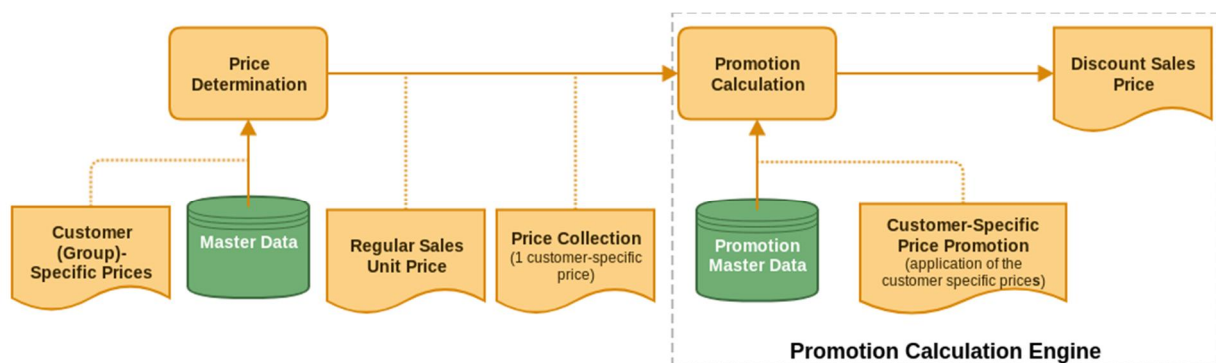 Price
Determination
Promotion
Calculation
Discount Sales
Price
Customer
(Group)-
Specific Prices
Master Data
Regular Sales
Unit Price
Price Collection
(1 customer-specific
price)
Promotion
Master Data
Customer-Specific
Price Promotion
(application of the
customer specific prices)
Promotion Calculation Engine